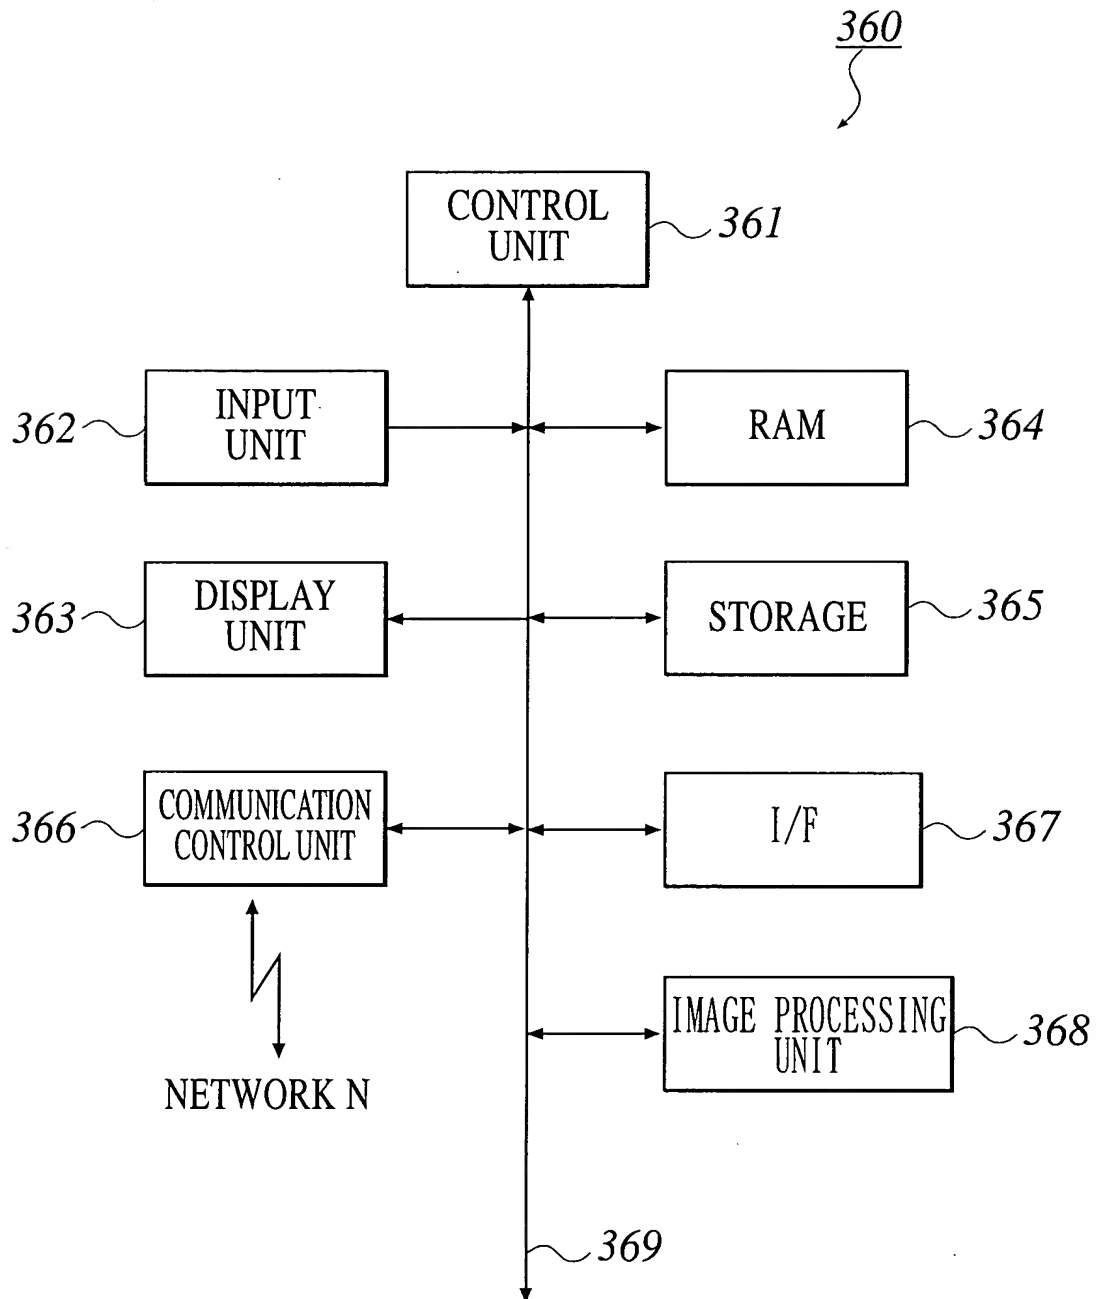 360
CONTROL
UNIT
361
INPUT
UNIT
362
RAM
364
DISPLAY
UNIT
363
STORAGE
365
COMMUNICATION
CONTROL UNIT
366
I/F
367
IMAGE PROCESSING
UNIT
368
NETWORK N
369